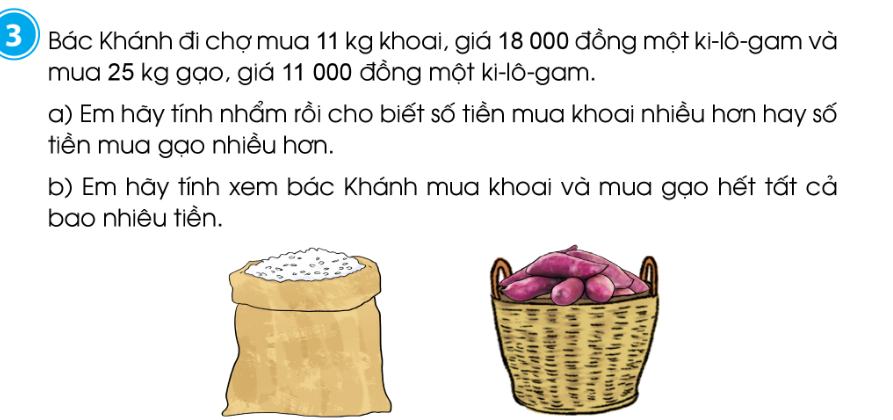 3
Bác Khánh đi chợ mua 11 kg khoai, giá 18 000 đồng một ki-lô-gam và
mua 25 kg gạo, giá 11 000 đồng một ki-lô-gam.
a) Em hãy tính nhẩm rồi cho biết số tiền mua khoai nhiều hơn hay số
tiền mua gạo nhiều hơn.
b) Em hãy tính xem bác Khánh mua khoai và mua gạo hết tất cả
bao nhiêu tiền.